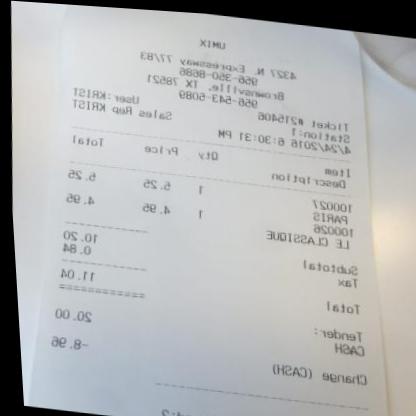 UMIX
4327 N. Expressway 77/83
956-350-8686
Brownsville, TX 78521
956-543-5089
Ticket #215406 User:KRIST
Station:1 Sales Rep KRIST
4/24/2016 6:30:31 PM
Item Qty Price Total
Description
100027 1 5.25 5.25
PARIS
100026 1 4.95 4.95
LE CLASSIQUE
Subtotal 10.20
Tax 0.84
Total 11.04
Tender:
CASH 20.00
Change (CASH) -8.96